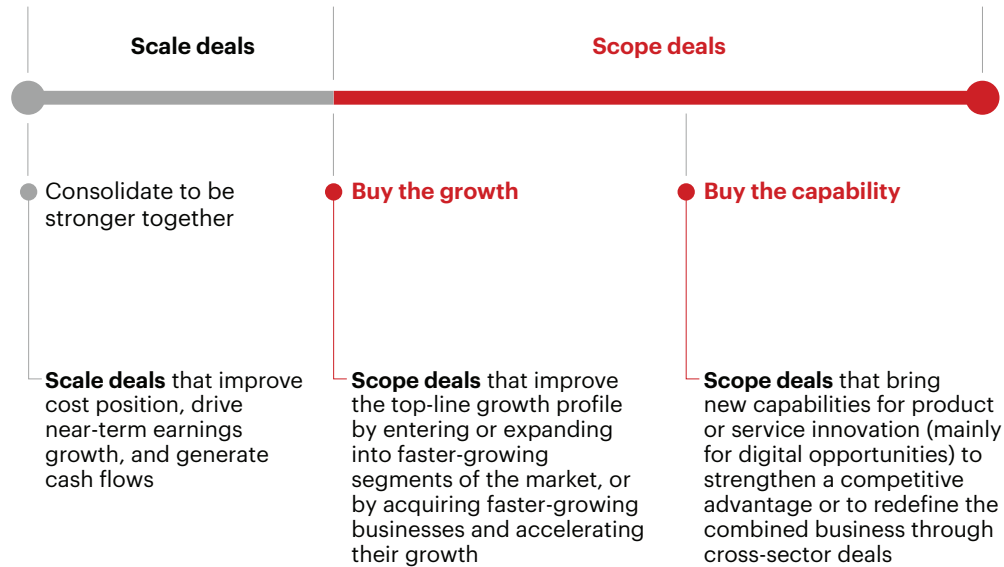 Scale deals
Scope deals
Consolidate to be
stronger together
Buy the growth
Buy the capability
Scale deals that improve
cost position, drive
near-term earnings
growth, and generate
cash flows
Scope deals that improve
the top-line growth profile
by entering or expanding
into faster-growing
segments of the market, or
by acquiring faster-growing
businesses and accelerating
their growth
Scope deals that bring
new capabilities for product
or service innovation (mainly
for digital opportunities) to
strengthen a competitive
advantage or to redefine the
combined business through
cross-sector deals